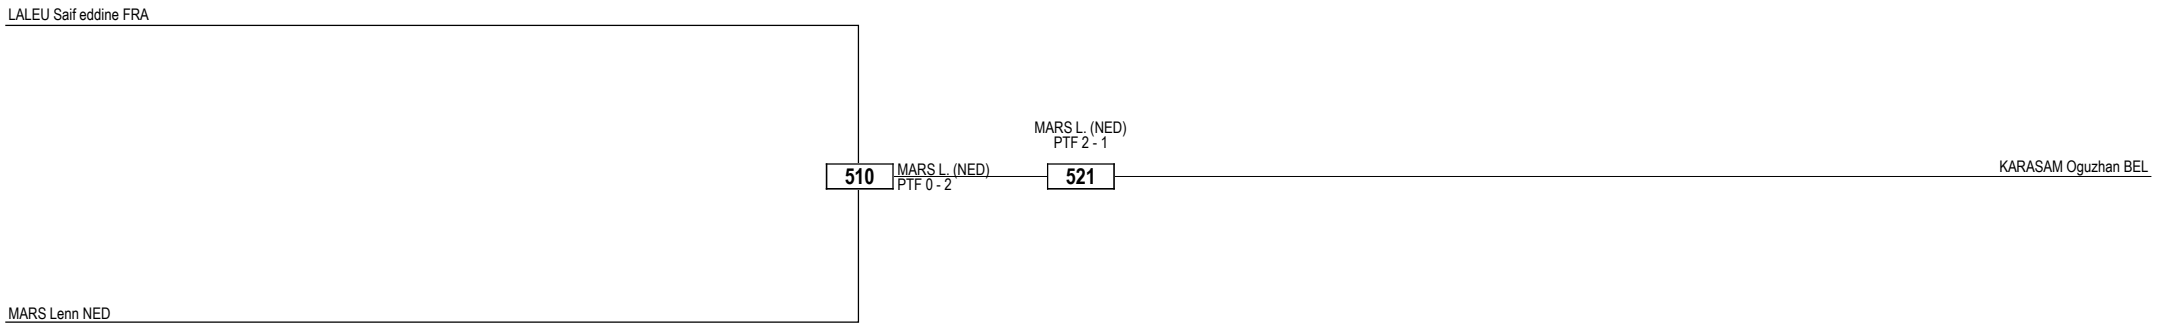 LALEU Saif eddine FRA
MARS L. (NED)
PTF 2 - 1
510
MARS L. (NED)
PTF 0 - 2
521
KARASAM Oguzhan BEL
MARS Lenn NED